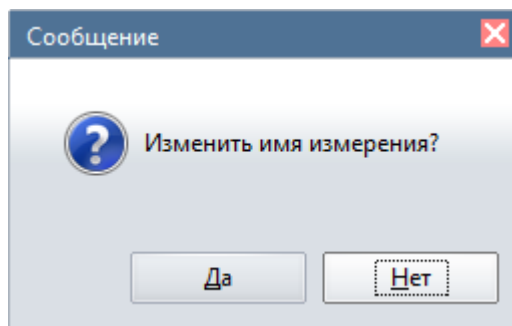 Сообщение
Изменить имя измерения?
Да
Нет